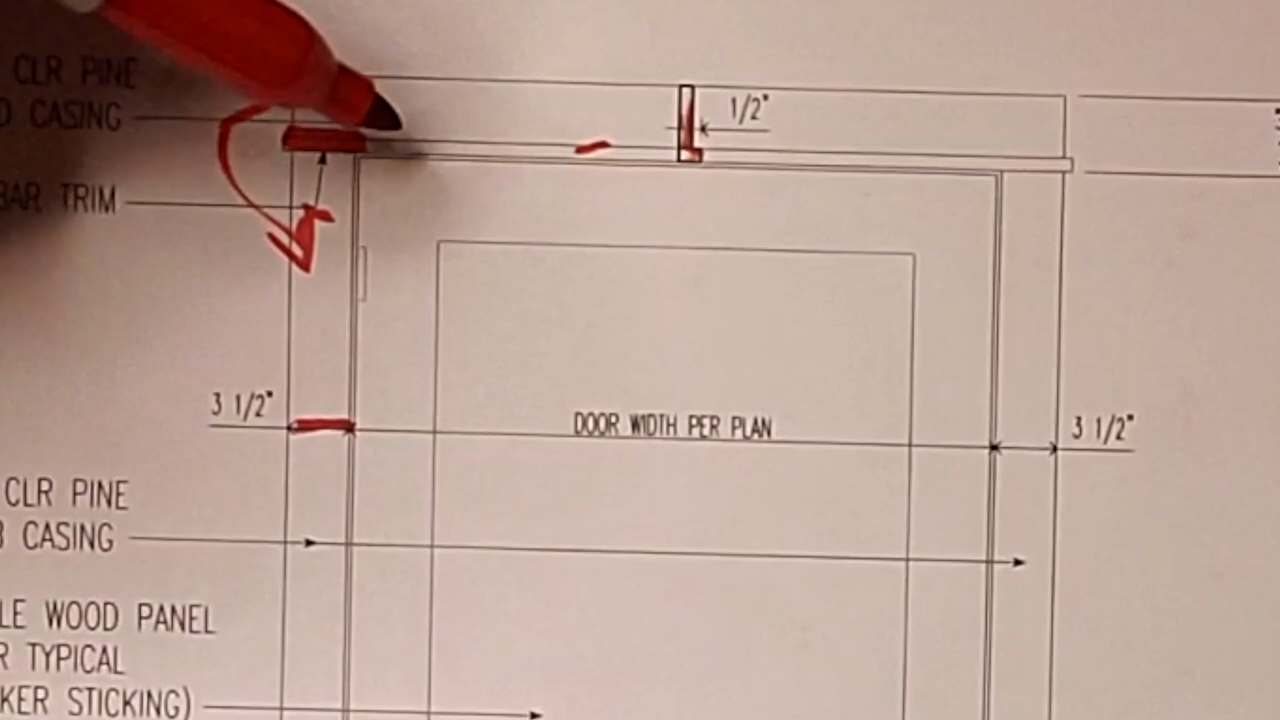 CLR PINE
CASING
1/2"
BAR TRIM
3 1/2"
DOOR WIDTH PER PLAN
3 1/2"
CLR PINE
CASING
LE WOOD PANEL
R TYPICAL
KER STICKING)